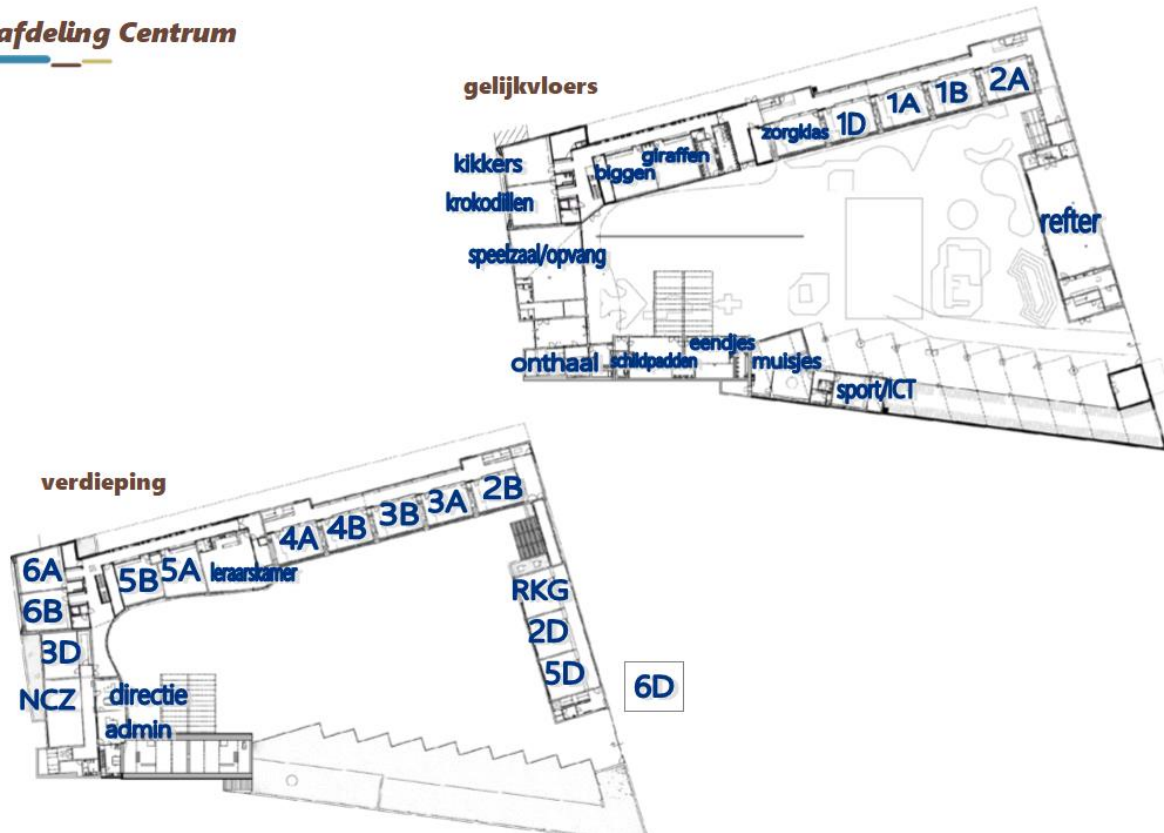 afdeling Centrum
gelijkvloers
2A
1B
1A
1D
zorgklas
giraffen
biggen
kikkers
krokodillen
refter
speelzaal/opvang
eendjes
onthaal
schildpadden
muisjes
sport/ICT
verdieping
2B
3A
3B
4B
4A
leraarskamer
5A
5B
6A
6B
RKG
2D
3D
5D
6D
NCZ
directie
admin